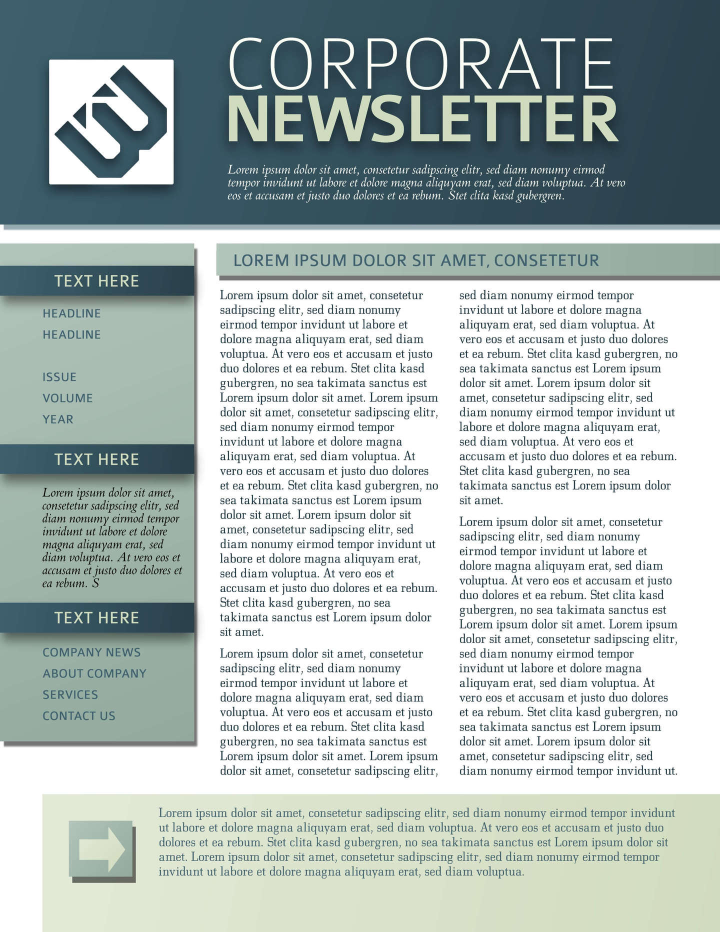 CORPORATE
NEWSLETTER
Lorem ipsum dolor sit amet, consetetur sadipscing elitr, sed diam nonumy eirmod
tempor invidunt ut labore et dolore magna aliquyam erat, sed diam voluptua. At vero
eos et accusam et justo duo dolores et ea rebum. Stet clita kasd gubergren.
TEXT HERE
HEADLINE
HEADLINE
ISSUE
VOLUME
YEAR
TEXT HERE
Lorem ipsum dolor sit amet,
consetetur sadipscing elitr, sed
diam nonumy eirmod tempor
invidunt ut labore et dolore
magna aliquyam erat, sed
diam voluptua. At vero eos et
accusam et justo duo dolores et
ea rebum. S
TEXT HERE
COMPANY NEWS
ABOUT COMPANY
SERVICES
CONTACT US
LOREM IPSUM DOLOR SIT AMET, CONSETETUR
Lorem ipsum dolor sit amet, consetetur
sadipscing elitr, sed diam nonumy
eirmod tempor invidunt ut labore et
dolore magna aliquyam erat, sed diam
voluptua. At vero eos et accusam et justo
duo dolores et ea rebum. Stet clita kasd
gubergren, no sea takimata sanctus est
Lorem ipsum dolor sit amet. Lorem ipsum
dolor sit amet, consetetur sadipscing elitr,
sed diam nonumy eirmod tempor
invidunt ut labore et dolore magna
aliquyam erat, sed diam voluptua. At
vero eos et accusam et justo duo dolores
et ea rebum. Stet clita kasd gubergren,
no sea takimata sanctus est Lorem ipsum
dolor sit amet. Lorem ipsum dolor sit
amet, consetetur sadipscing elitr, sed
diam nonumy eirmod tempor invidunt ut
labore et dolore magna aliquyam erat,
sed diam voluptua. At vero eos et
accusam et justo duo dolores et ea rebum.
Stet clita kasd gubergren, no sea
takimata sanctus est Lorem ipsum dolor
sit amet.
Lorem ipsum dolor sit amet, consetetur
sadipscing elitr, sed diam nonumy
eirmod tempor invidunt ut labore et
dolore magna aliquyam erat, sed diam
voluptua. At vero eos et accusam et justo
duo dolores et ea rebum. Stet clita kasd
gubergren, no sea takimata sanctus est
Lorem ipsum dolor sit amet. Lorem ipsum
dolor sit amet, consetetur sadipscing elitr,
sed diam nonumy eirmod tempor
invidunt ut labore et dolore magna
aliquyam erat, sed diam voluptua. At
vero eos et accusam et justo duo dolores
et ea rebum. Stet clita kasd gubergren, no
sea takimata sanctus est Lorem ipsum
dolor sit amet. Lorem ipsum dolor sit
amet, consetetur sadipscing elitr, sed
diam nonumy eirmod tempor invidunt ut
labore et dolore magna aliquyam erat,
sed diam voluptua. At vero eos et
accusam et justo duo dolores et ea rebum.
Stet clita kasd gubergren, no sea
takimata sanctus est Lorem ipsum dolor
sit amet.
Lorem ipsum dolor sit amet, consetetur
sadipscing elitr, sed diam nonumy
eirmod tempor invidunt ut labore et
dolore magna aliquyam erat, sed diam
voluptua. At vero eos et accusam et justo
duo dolores et ea rebum. Stet clita kasd
gubergren, no sea takimata sanctus est
Lorem ipsum dolor sit amet. Lorem ipsum
dolor sit amet, consetetur sadipscing elitr,
sed diam nonumy eirmod tempor
invidunt ut labore et dolore magna
aliquyam erat, sed diam voluptua. At
vero eos et accusam et justo duo dolores
et ea rebum. Stet clita kasd gubergren, no
sea takimata sanctus est Lorem ipsum
dolor sit amet. Lorem ipsum dolor sit
amet, consetetur sadipscing elitr, sed
diam nonumy eirmod tempor invidunt ut.
Lorem ipsum dolor sit amet, consetetur sadipscing elitr, sed diam nonumy eirmod tempor invidunt
ut labore et dolore magna aliquyam erat, sed diam voluptua. At vero eos et accusam et justo duo
dolores et ea rebum. Stet clita kasd gubergren, no sea takimata sanctus est Lorem ipsum dolor sit
amet. Lorem ipsum dolor sit amet, consetetur sadipscing elitr, sed diam nonumy eirmod tempor
invidunt ut labore et dolore magna aliquyam erat, sed diam voluptua.